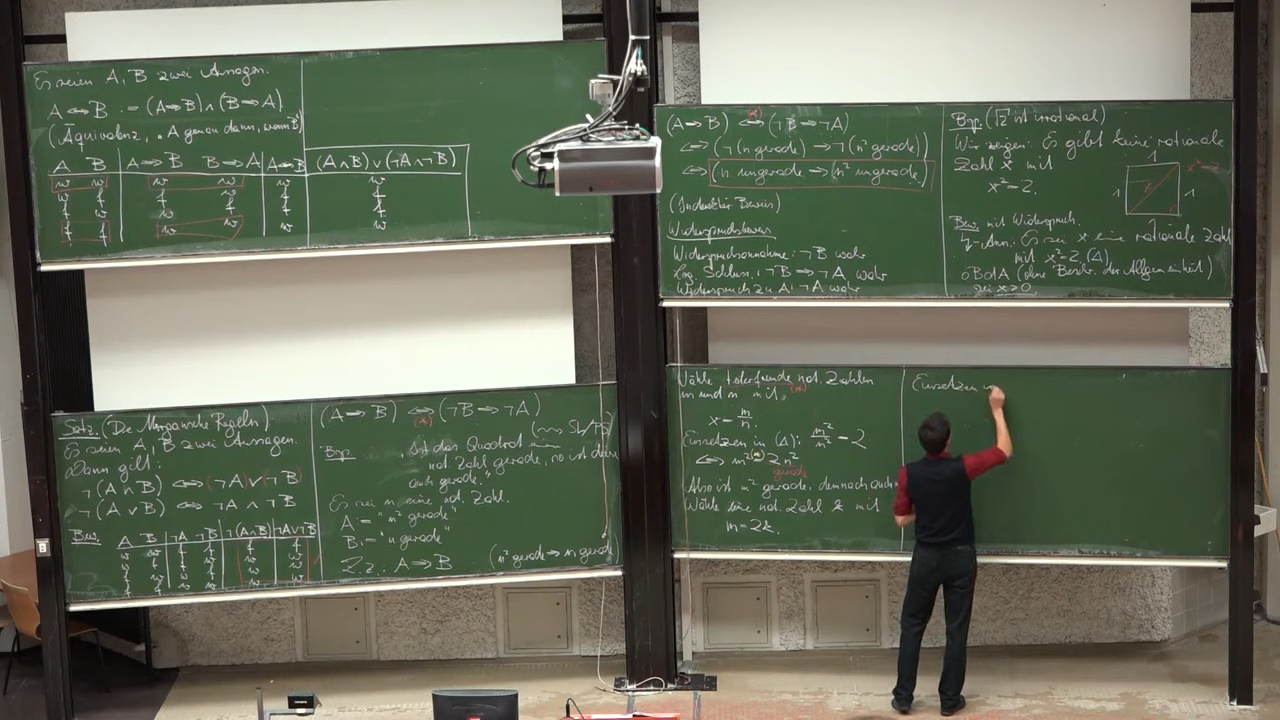 Es seien A, B zwei Aussagen.
A ⇔ B := (A ⇒ B) ∧ (B ⇒ A)
(Äquivalenz, "A genau dann, wenn B")
A B A ⇒ B B ⇒ A A ⇔ B (A∧B) ∨ (¬A∧¬B)
w w w w w w
w f f w f f
f w w f f f
f f w w w w
Satz. (De Morgansche Regeln)
Es seien A, B zwei Aussagen.
Dann gilt:
¬(A∧B) ⇔ (¬A) ∨ (¬B)
¬(A∨B) ⇔ ¬A ∧ ¬B
Bew. A B ¬A ¬B ¬(A∧B) ¬A∨¬B
w w f f f f
w f f w w w
f w w f w w
f f w w w w
(A ⇒ B) ⇔ (¬B ⇒ ¬A)
(*)
Bsp. "Ist das Quadrat einer
nat. Zahl gerade, so ist diese
auch gerade."
Es sei n eine nat. Zahl.
A := "n² gerade"
B := "n gerade"
Z.z.: A ⇒ B (n² gerade ⇒ n gerade)
(A ⇒ B) ⇔ (¬B ⇒ ¬A)
(*)
⇔ (¬(n gerade) → ¬(n² gerade))
⇔ (n ungerade ⇒ n² ungerade)
(Indirekter Beweis)
Widerspruchsbeweis
Widerspruchsannahme: ¬B wahr
Log. Schluss: ¬B ⇒ ¬A wahr
Widerspruch zu A: ¬A wahr
Bsp. (√2 ist irrational)
Wir zeigen: Es gibt keine rationale
Zahl x mit
x² = 2.
1
1
1
1
Bew. mit Widerspruch.
↯-Ann.: Es sei x eine rationale Zahl
mit x² = 2. (Δ)
oBdA (ohne Beschr. der Allgemeinheit)
sei x > 0.
Wähle teilerfremde nat. Zahlen
m und n mit
x = m/n.
Einsetzen in (Δ): m²/n² = 2
⇔ m² = 2n²
gerade
Also ist m² gerade, demnach auch
Wähle eine nat. Zahl k mit
m = 2k.
Einsetzen